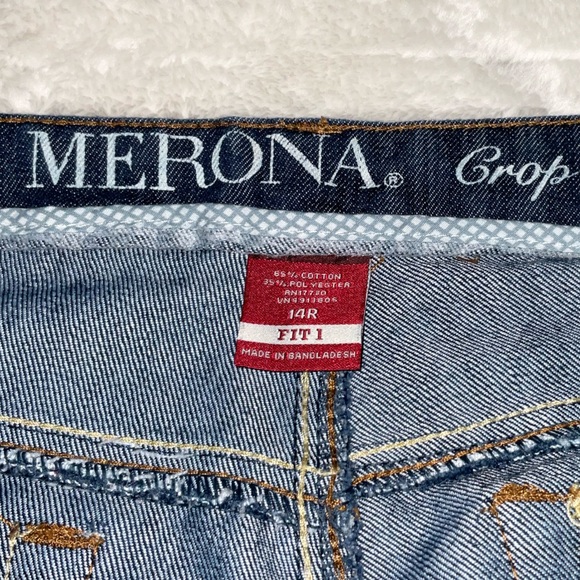 MERONA® Crop
65% COTTON
35% POLYESTER
RN17730
14R
FIT 1
MADE IN BANGLADESH